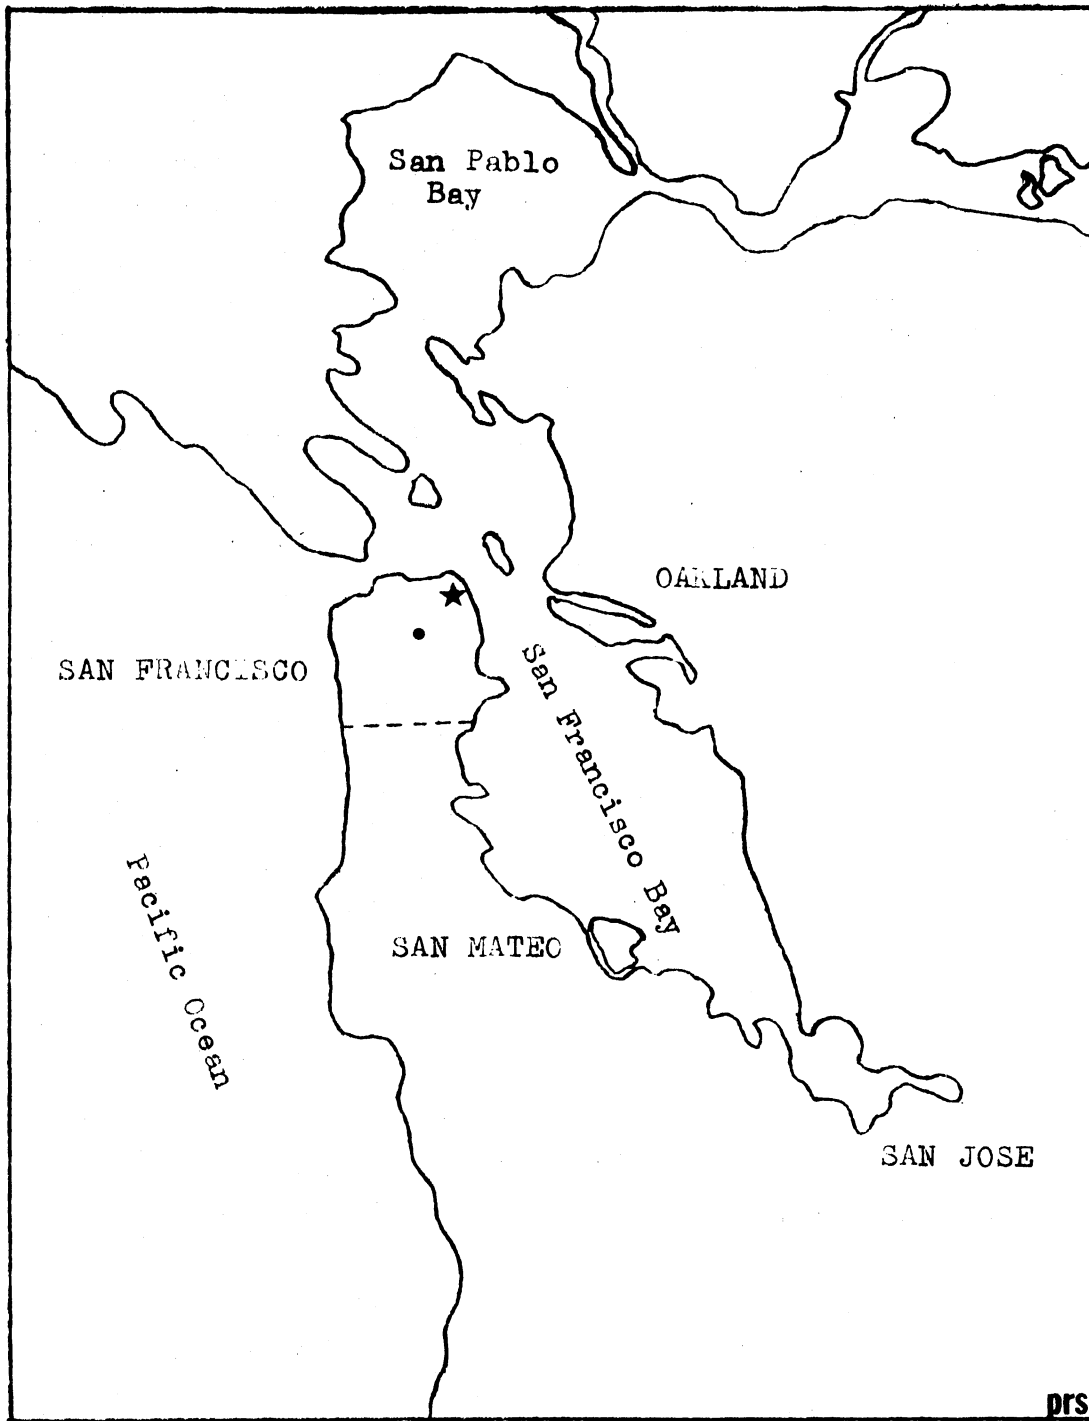 San Pablo
Bay
OAKLAND
SAN FRANCISCO
San Francisco Bay
Pacific Ocean
SAN MATEO
SAN JOSE
prs